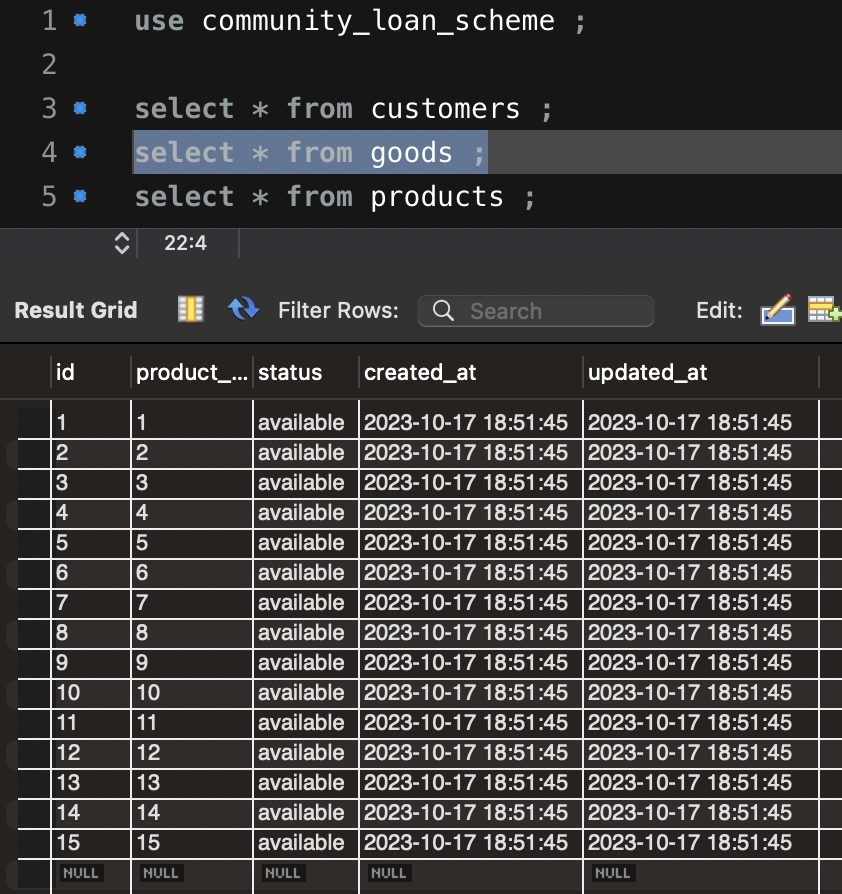 1 use community_loan_scheme ;
2
3 select * from customers ;
4 select * from goods ;
5 select * from products ;
22:4
Result Grid Filter Rows: Search Edit:
id product_... status created_at updated_at
1 1 available 2023-10-17 18:51:45 2023-10-17 18:51:45
2 2 available 2023-10-17 18:51:45 2023-10-17 18:51:45
3 3 available 2023-10-17 18:51:45 2023-10-17 18:51:45
4 4 available 2023-10-17 18:51:45 2023-10-17 18:51:45
5 5 available 2023-10-17 18:51:45 2023-10-17 18:51:45
6 6 available 2023-10-17 18:51:45 2023-10-17 18:51:45
7 7 available 2023-10-17 18:51:45 2023-10-17 18:51:45
8 8 available 2023-10-17 18:51:45 2023-10-17 18:51:45
9 9 available 2023-10-17 18:51:45 2023-10-17 18:51:45
10 10 available 2023-10-17 18:51:45 2023-10-17 18:51:45
11 11 available 2023-10-17 18:51:45 2023-10-17 18:51:45
12 12 available 2023-10-17 18:51:45 2023-10-17 18:51:45
13 13 available 2023-10-17 18:51:45 2023-10-17 18:51:45
14 14 available 2023-10-17 18:51:45 2023-10-17 18:51:45
15 15 available 2023-10-17 18:51:45 2023-10-17 18:51:45
NULL NULL NULL NULL NULL